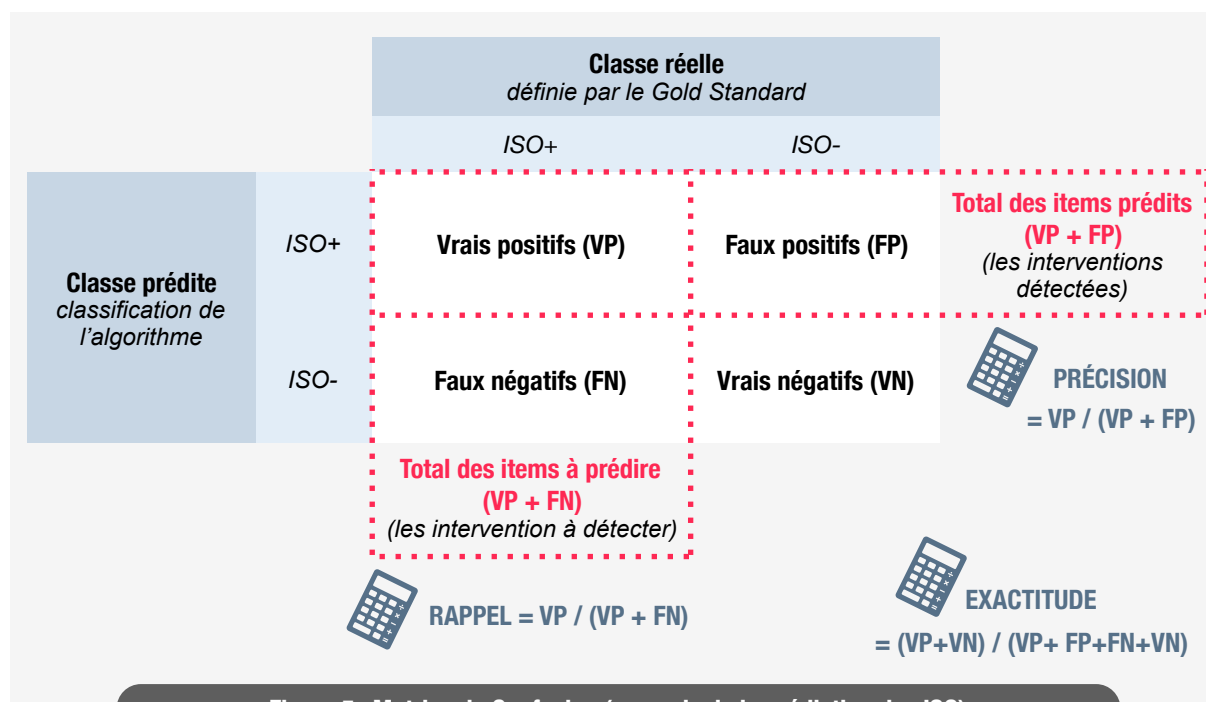 Classe réelle
définie par le Gold Standard
ISO+
ISO-
Classe prédite
classification de
l'algorithme
ISO+
Vrais positifs (VP)
Faux positifs (FP)
Total des items prédits
(VP + FP)
(les interventions
détectées)
ISO-
Faux négatifs (FN)
Vrais négatifs (VN)
PRÉCISION
= VP / (VP + FP)
Total des items à prédire
(VP + FN)
(les intervention à détecter)
RAPPEL = VP / (VP + FN)
EXACTITUDE
= (VP+VN) / (VP+ FP+FN+VN)